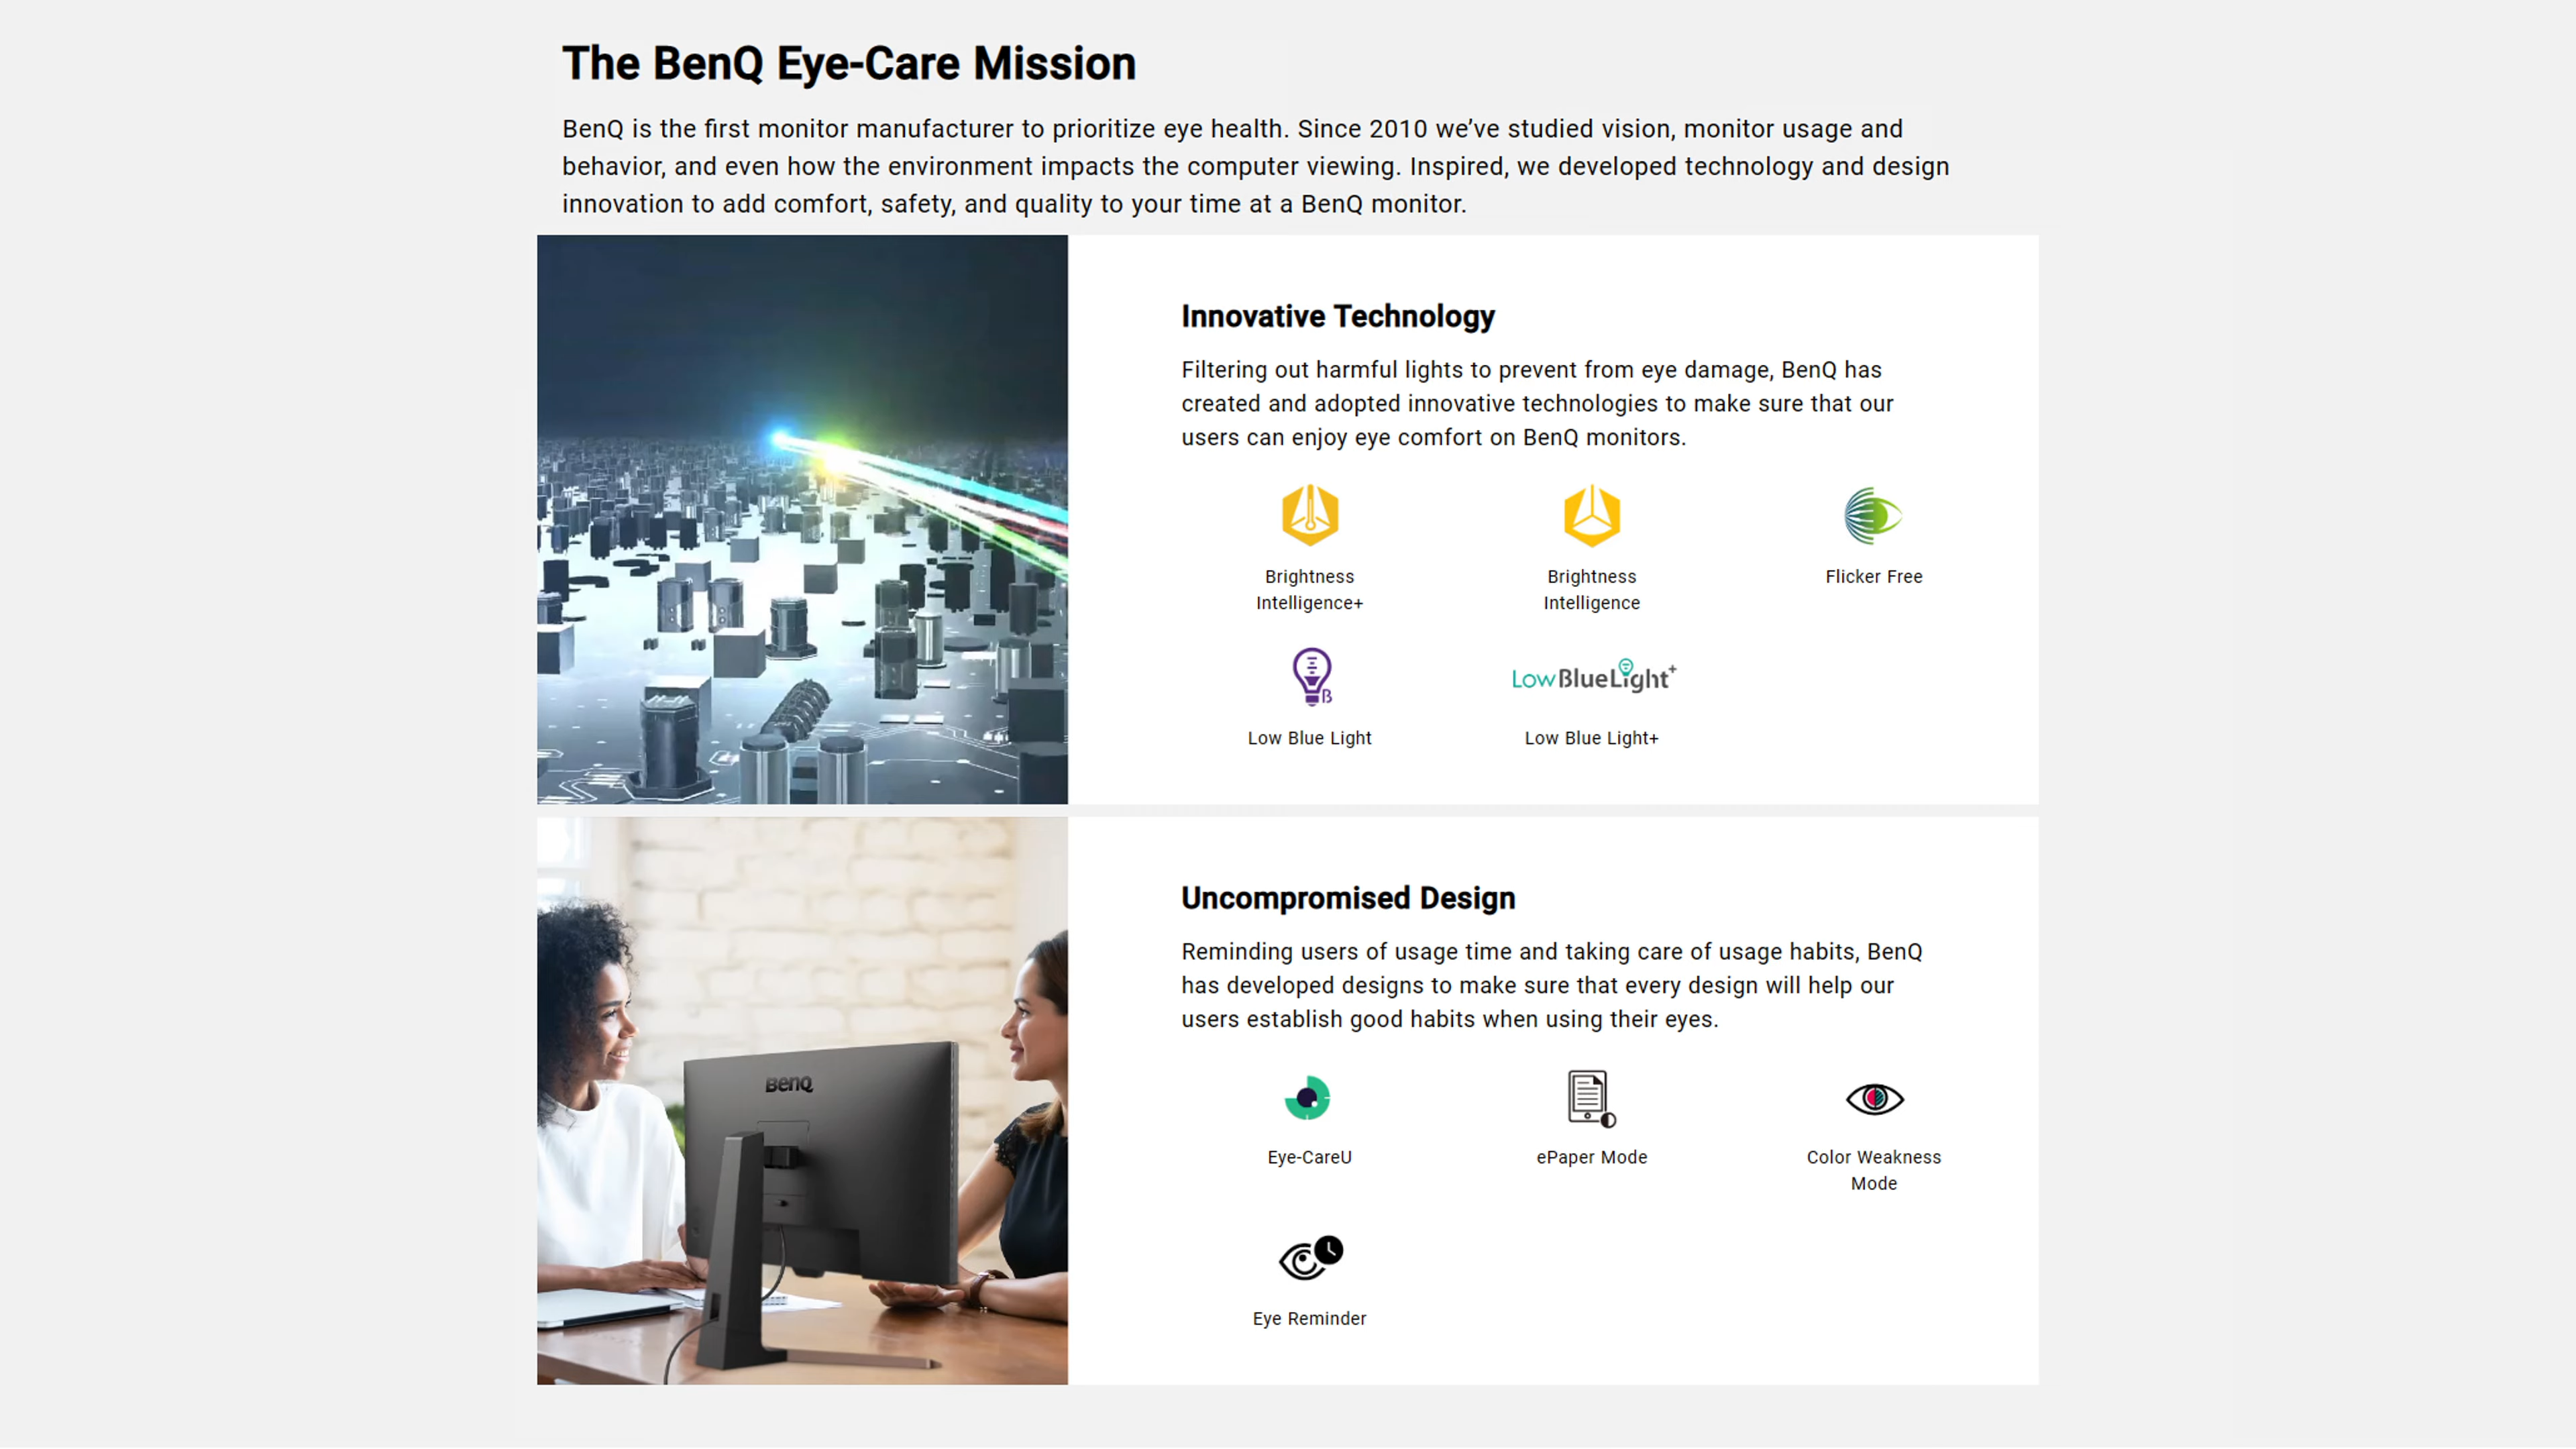 The BenQ Eye-Care Mission
BenQ is the first monitor manufacturer to prioritize eye health. Since 2010 we’ve studied vision, monitor usage and
behavior, and even how the environment impacts the computer viewing. Inspired, we developed technology and design
innovation to add comfort, safety, and quality to your time at a BenQ monitor.
Innovative Technology
Filtering out harmful lights to prevent from eye damage, BenQ has
created and adopted innovative technologies to make sure that our
users can enjoy eye comfort on BenQ monitors.
Brightness
Intelligence+
Brightness
Intelligence
Flicker Free
B
LowBlueLight+
Low Blue Light
Low Blue Light+
BenQ
Uncompromised Design
Reminding users of usage time and taking care of usage habits, BenQ
has developed designs to make sure that every design will help our
users establish good habits when using their eyes.
Eye-CareU
ePaper Mode
Color Weakness
Mode
Eye Reminder